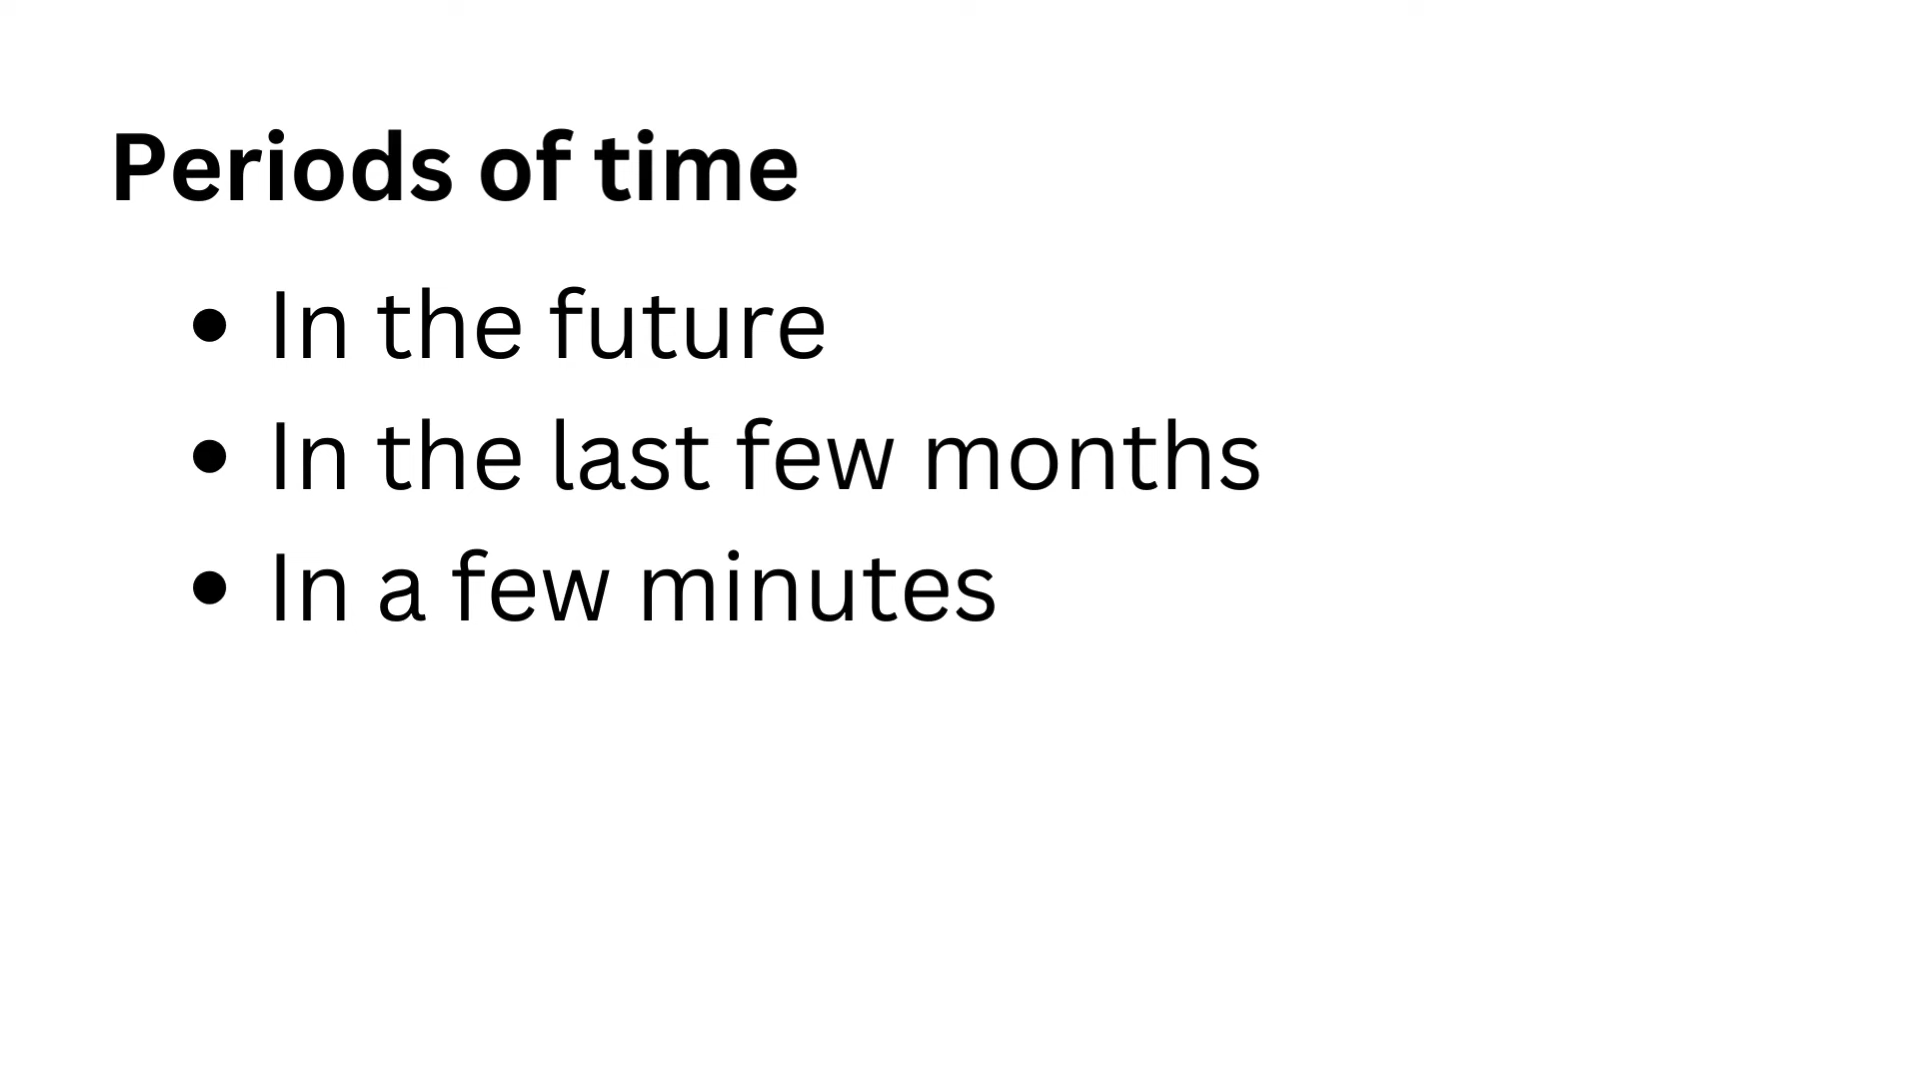 Periods of time
• In the future
• In the last few months
• In a few minutes